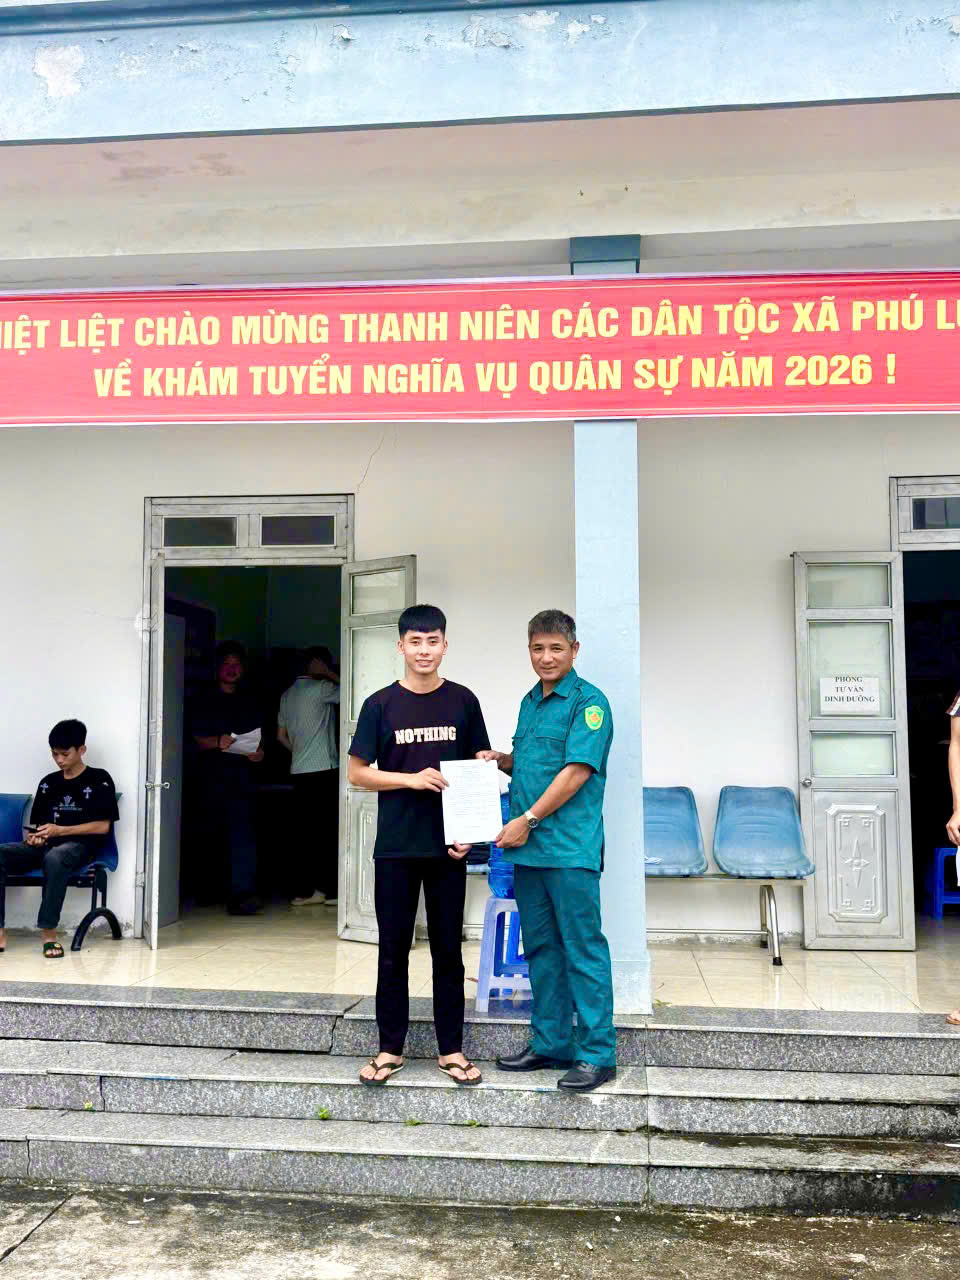 HIỆT LIỆT CHÀO MỪNG THANH NIÊN CÁC DÂN TỘC XÃ PHÚ L
VỀ KHÁM TUYỂN NGHĨA VỤ QUÂN SỰ NĂM 2026 !
PHÒNG
TƯ VẤN
DINH DƯỠNG
NOTHING